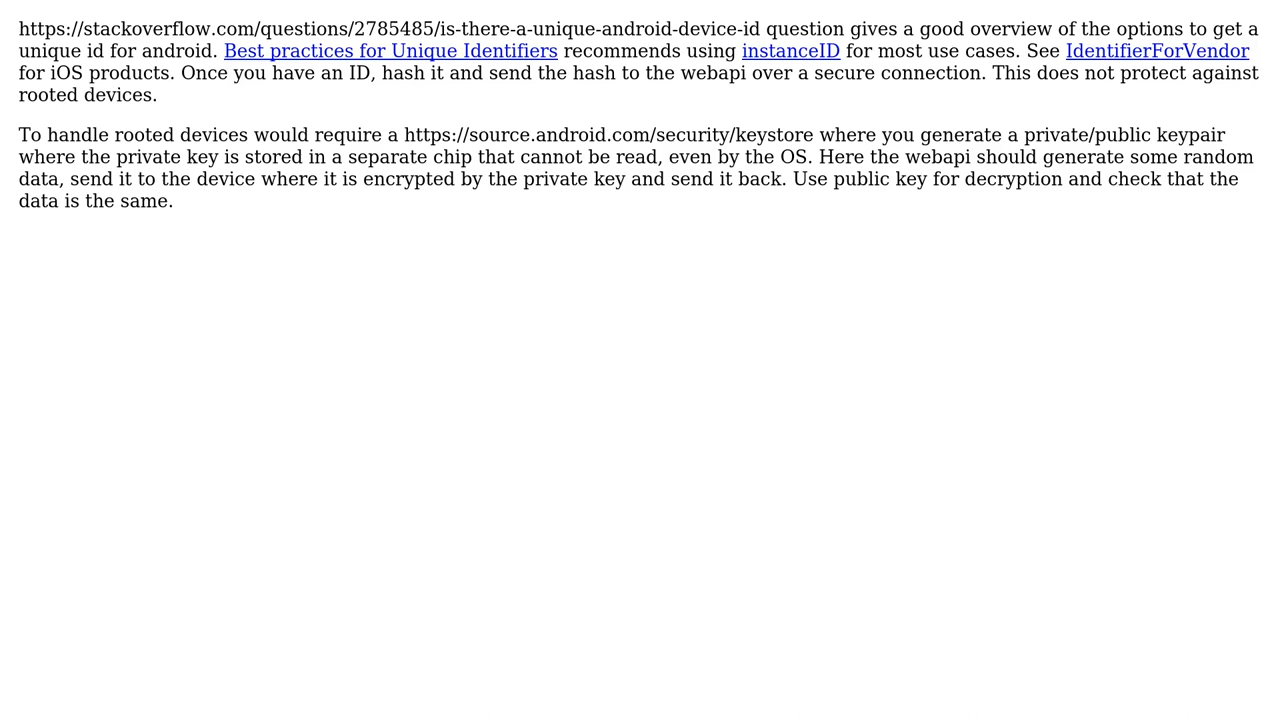 https://stackoverflow.com/questions/2785485/is-there-a-unique-android-device-id question gives a good overview of the options to get a
unique id for android. Best practices for Unique Identifiers recommends using instanceID for most use cases. See IdentifierForVendor
for iOS products. Once you have an ID, hash it and send the hash to the webapi over a secure connection. This does not protect against
rooted devices.
To handle rooted devices would require a https://source.android.com/security/keystore where you generate a private/public keypair
where the private key is stored in a separate chip that cannot be read, even by the OS. Here the webapi should generate some random
data, send it to the device where it is encrypted by the private key and send it back. Use public key for decryption and check that the
data is the same.